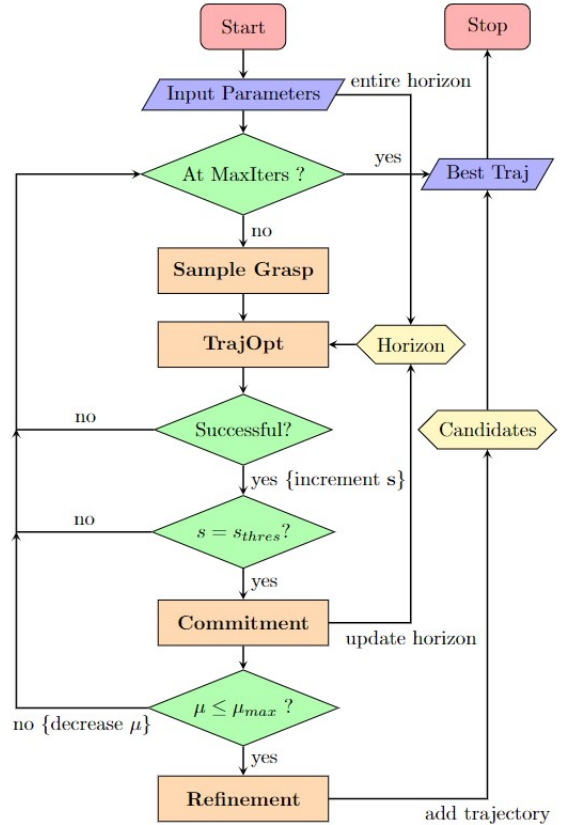 Start
Stop
entire horizon
Input Parameters
yes
At MaxIters ?
Best Traj
no
Sample Grasp
TrajOpt
Horizon
no
Successful?
Candidates
yes {increment s}
no
s = s_thres?
yes
Commitment
update horizon
μ ≤ μ_max ?
no {decrease μ}
yes
Refinement
add trajectory